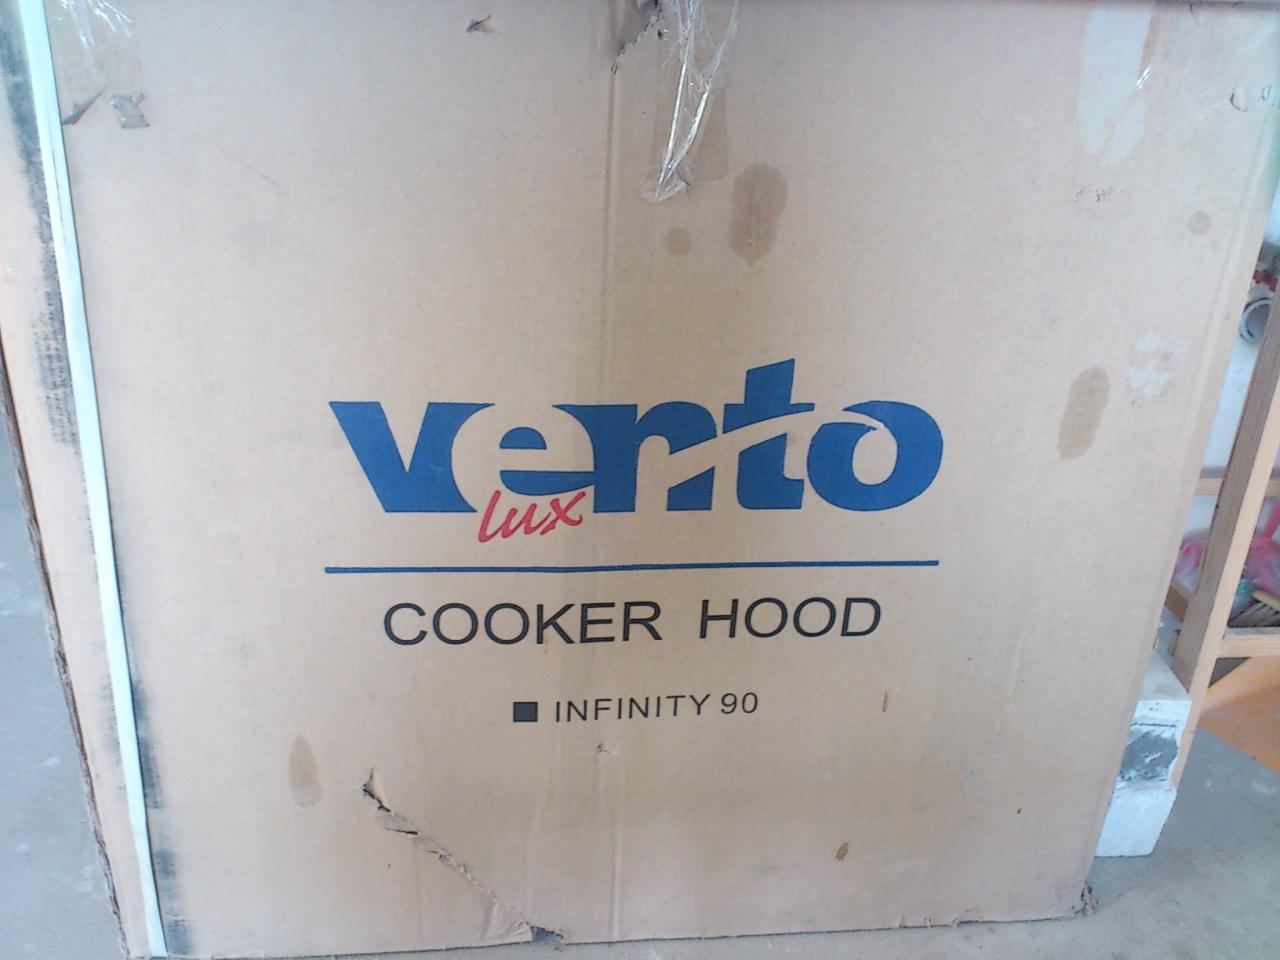 vento
lux
COOKER HOOD
INFINITY 90